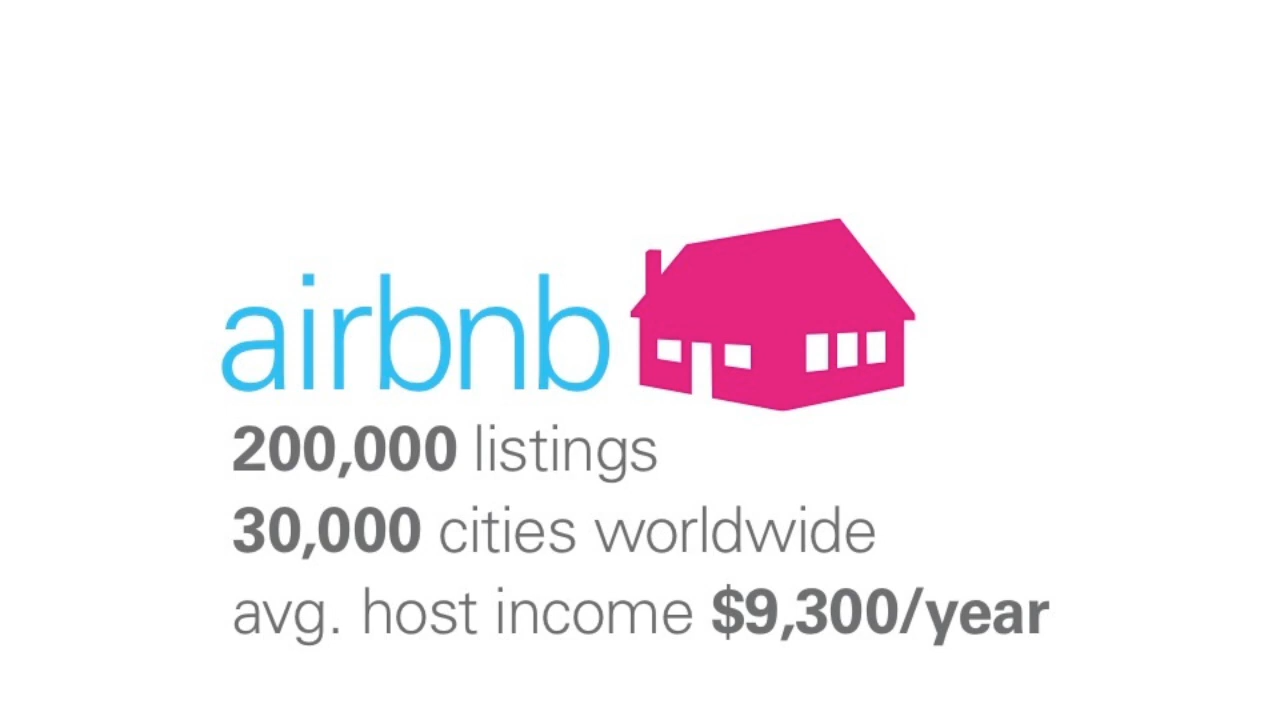 airbnb
200,000 listings
30,000 cities worldwide
avg. host income $9,300/year